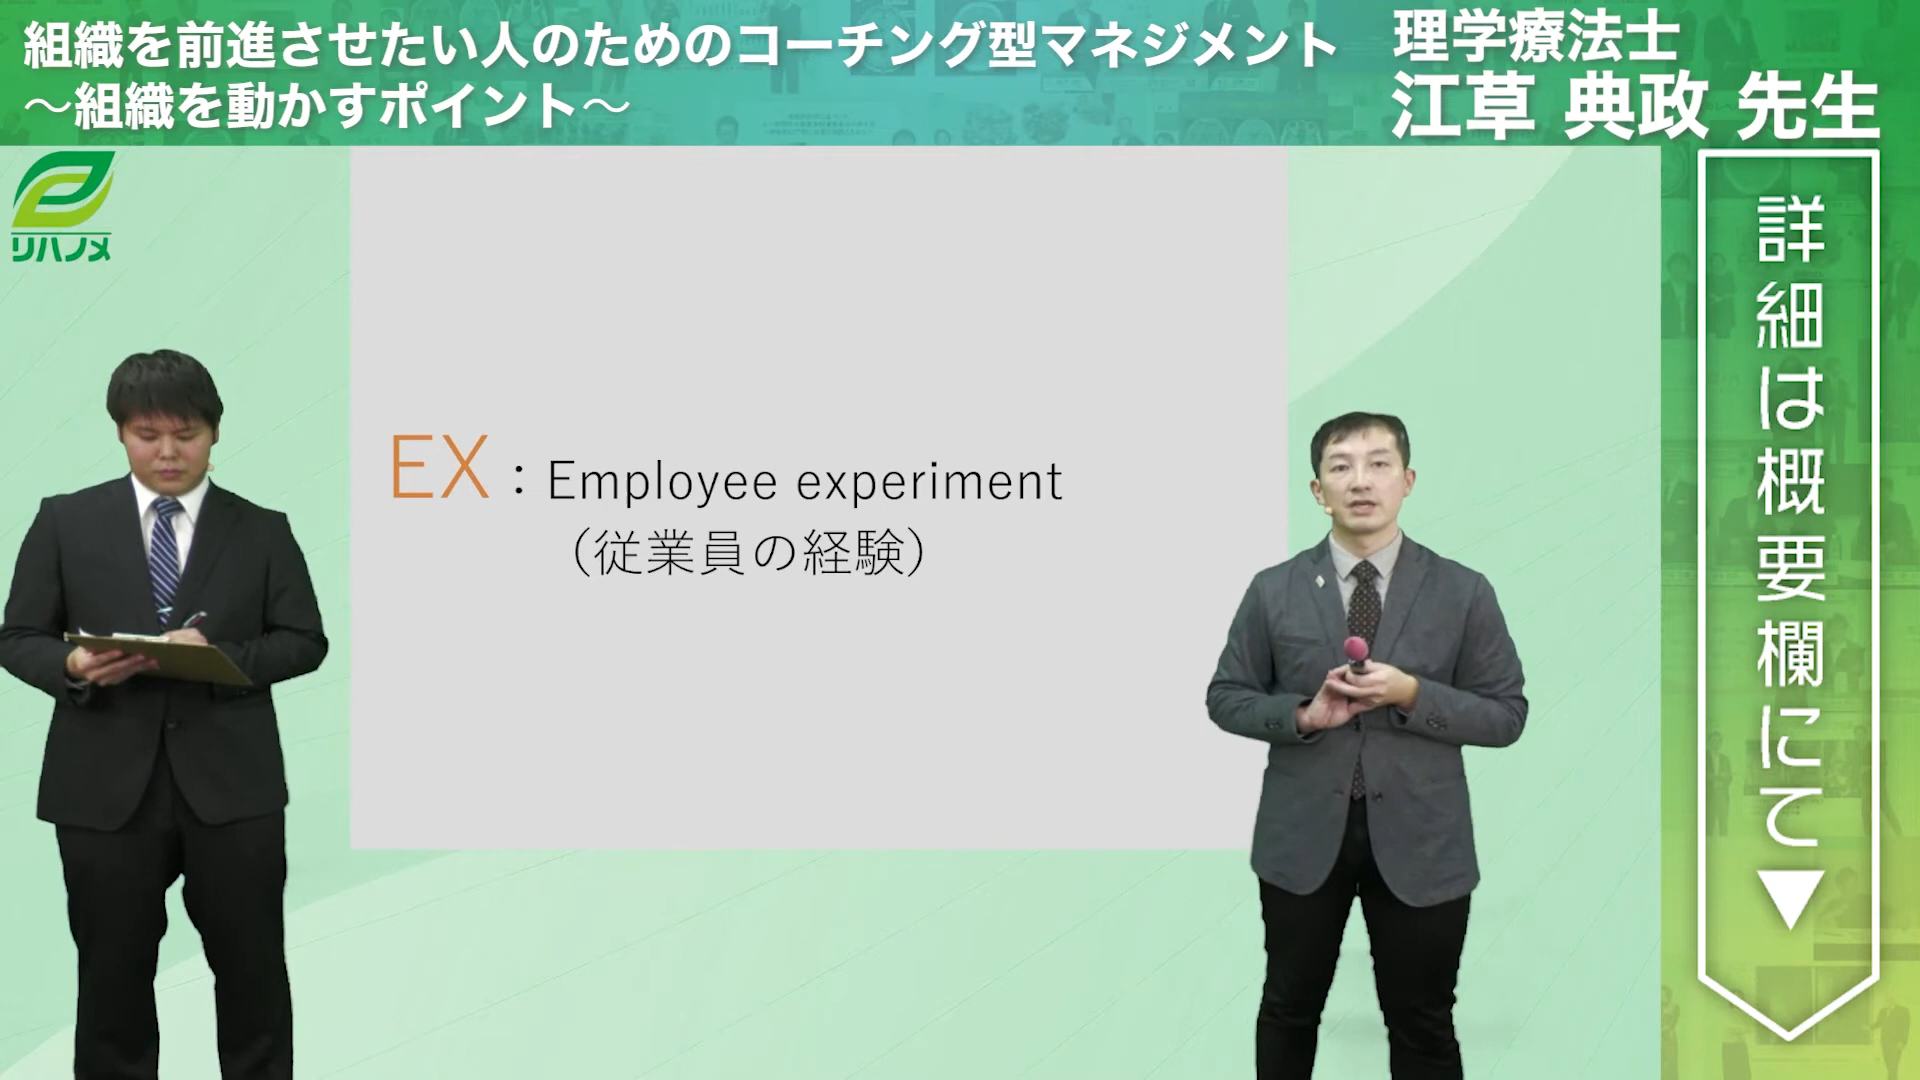 組織を前進させたい人のためのコーチング型マネジメント
～組織を動かすポイント～
理学療法士
江草 典政 先生
リハノメ
EX：Employee experiment
（従業員の経験）
詳細は概要欄にて▼